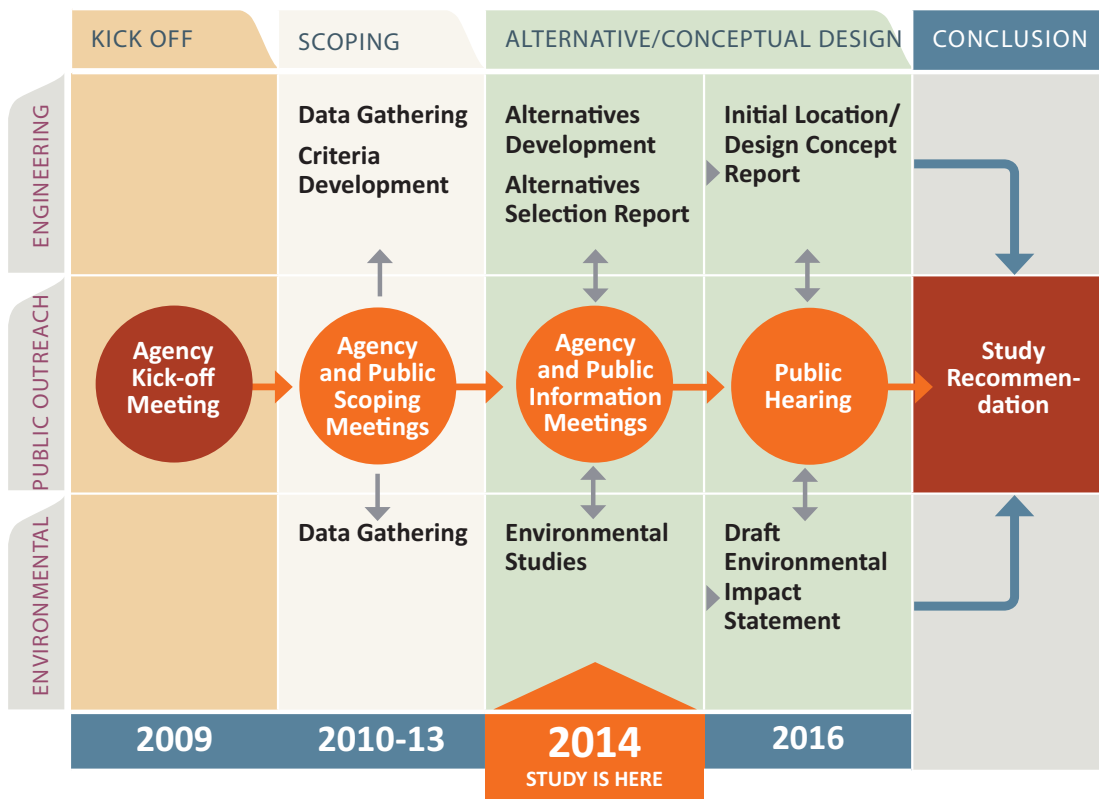 KICK OFF
SCOPING
ALTERNATIVE/CONCEPTUAL DESIGN
CONCLUSION
ENGINEERING
Data Gathering
Criteria
Development
Alternatives
Development
Alternatives
Selection Report
Initial Location/
Design Concept
Report
PUBLIC OUTREACH
Agency
Kick-off
Meeting
Agency
and Public
Scoping
Meetings
Agency
and Public
Information
Meetings
Public
Hearing
Study
Recommen-
dation
ENVIRONMENTAL
Data Gathering
Environmental
Studies
Draft
Environmental
Impact
Statement
2009
2010-13
2014
STUDY IS HERE
2016